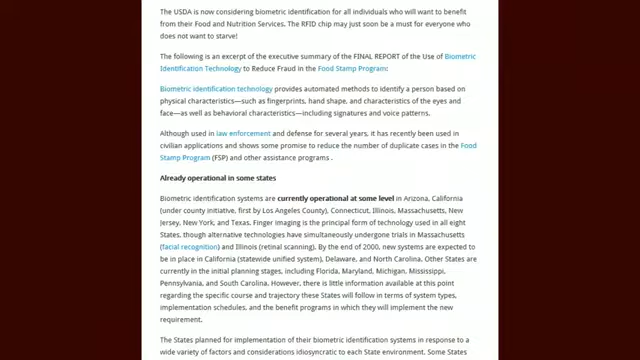 The USDA is now considering biometric identification for all individuals who will want to benefit
from their Food and Nutrition Services. The RFID chip may just soon be a must for everyone who
does not want to starve!
The following is an excerpt of the executive summary of the FINAL REPORT of the Use of Biometric
Identification Technology to Reduce Fraud in the Food Stamp Program:
Biometric identification technology provides automated methods to identify a person based on
physical characteristics—such as fingerprints, hand shape, and characteristics of the eyes and
face—as well as behavioral characteristics—including signatures and voice patterns.
Although used in law enforcement and defense for several years, it has recently been used in
civilian applications and shows some promise to reduce the number of duplicate cases in the Food
Stamp Program (FSP) and other assistance programs .
Already operational in some states
Biometric identification systems are currently operational at some level in Arizona, California
(under county initiative, first by Los Angeles County), Connecticut, Illinois, Massachusetts, New
Jersey, New York, and Texas. Finger imaging is the principal form of technology used in all eight
States, though alternative technologies have simultaneously undergone trials in Massachusetts
(facial recognition) and Illinois (retinal scanning). By the end of 2000, new systems are expected to
be in place in California (statewide unified system), Delaware, and North Carolina. Other States are
currently in the initial planning stages, including Florida, Maryland, Michigan, Mississippi,
Pennsylvania, and South Carolina. However, there is little information available at this point
regarding the specific course and trajectory these States will follow in terms of system types,
implementation schedules, and the benefit programs in which they will implement the new
requirement.
The States planned for implementation of their biometric identification systems in response to a
wide variety of factors and considerations idiosyncratic to each State environment. Some States